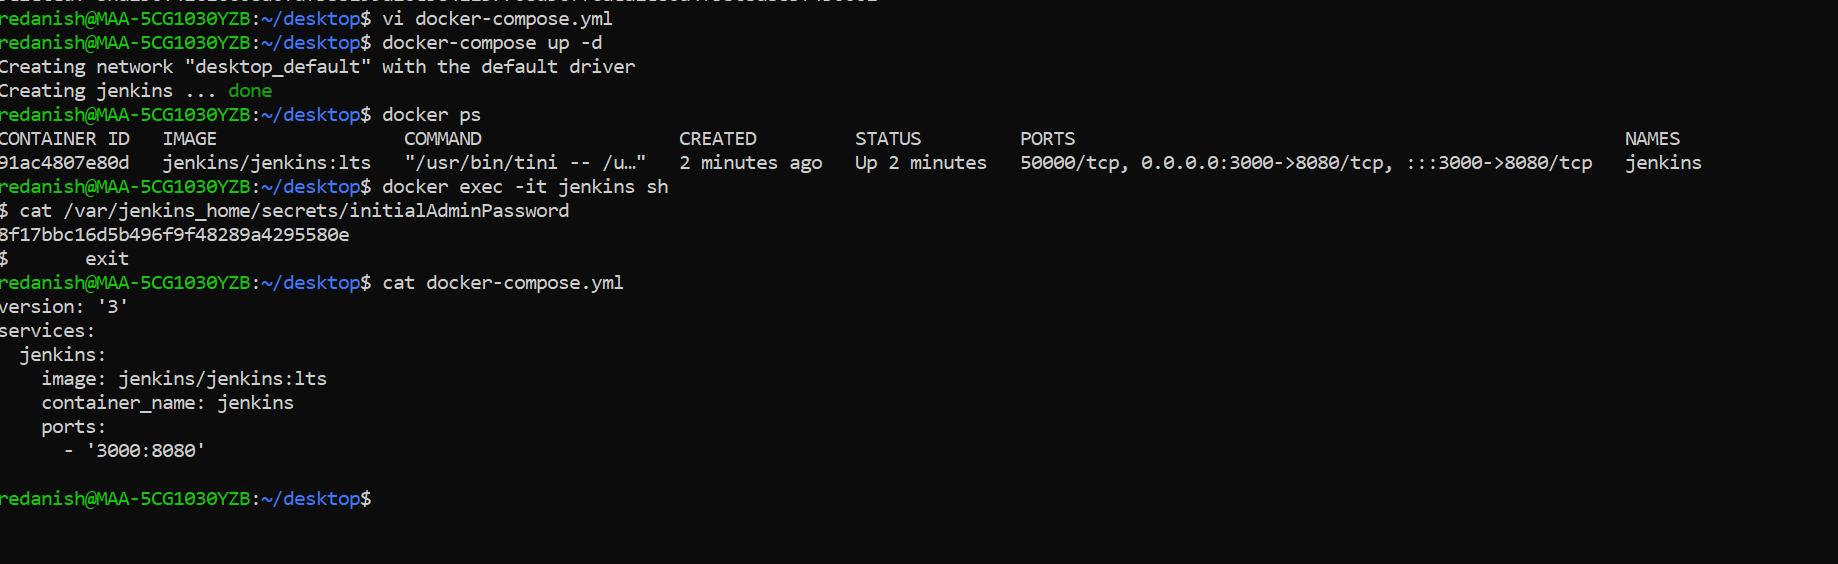 redanish@MAA-5CG1030YZB:~/desktop$ vi docker-compose.yml
redanish@MAA-5CG1030YZB:~/desktop$ docker-compose up -d
Creating network "desktop_default" with the default driver
Creating jenkins ... done
redanish@MAA-5CG1030YZB:~/desktop$ docker ps
CONTAINER ID   IMAGE                 COMMAND                  CREATED         STATUS         PORTS                                                  NAMES
91ac4807e80d   jenkins/jenkins:lts   "/usr/bin/tini -- /u…"   2 minutes ago   Up 2 minutes   50000/tcp, 0.0.0.0:3000->8080/tcp, :::3000->8080/tcp   jenkins
redanish@MAA-5CG1030YZB:~/desktop$ docker exec -it jenkins sh
$ cat /var/jenkins_home/secrets/initialAdminPassword
8f17bbc16d5b496f9f48289a4295580e
$       exit
redanish@MAA-5CG1030YZB:~/desktop$ cat docker-compose.yml
version: '3'
services:
  jenkins:
    image: jenkins/jenkins:lts
    container_name: jenkins
    ports:
      - '3000:8080'
redanish@MAA-5CG1030YZB:~/desktop$